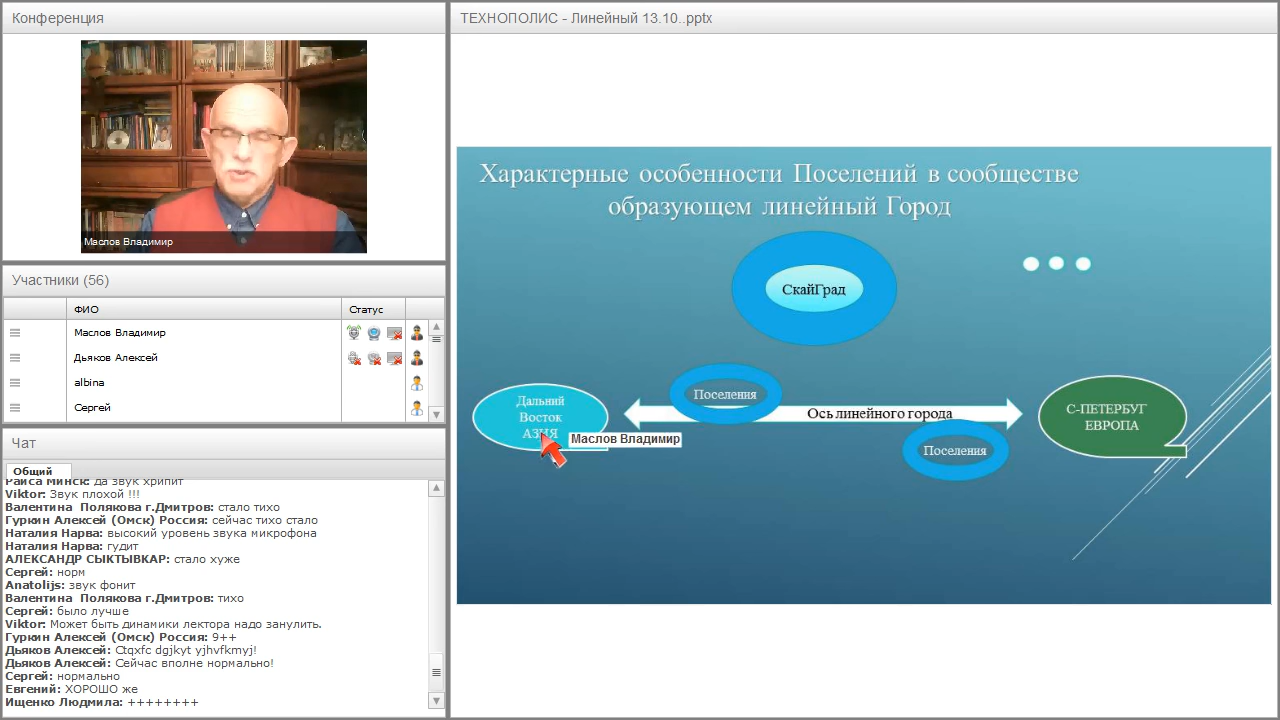 Конференция
Маслов Владимир
Участники (56)
ФИО
Статус
Маслов Владимир
Дьяков Алексей
albina
Сергей
Чат
Общий
Раиса Минск: да звук хрипит
Viktor: Звук плохой !!!
Валентина Полякова г.Дмитров: стало тихо
Гуркин Алексей (Омск) Россия: сейчас тихо стало
Наталия Нарва: высокий уровень звука микрофона
Наталия Нарва: гудит
АЛЕКСАНДР СЫКТЫВКАР: стало хуже
Сергей: норм
Anatolijs: звук фонит
Валентина Полякова г.Дмитров: тихо
Сергей: было лучше
Viktor: Может быть динамики лектора надо занулить.
Гуркин Алексей (Омск) Россия: 9++
Дьяков Алексей: Ctqxfc dgjkyt yjhvfkmyj!
Дьяков Алексей: Сейчас вполне нормально!
Сергей: нормально
Евгений: ХОРОШО же
Ищенко Людмила: ++++++++
ТЕХНОПОЛИС - Линейный 13.10..pptx
Характерные особенности Поселений в сообществе
образующем линейный Город
СкайГрад
Поселения
Дальний
Восток
АЗИЯ
Маслов Владимир
Ось линейного города
С-ПЕТЕРБУГ
ЕВРОПА
Поселения